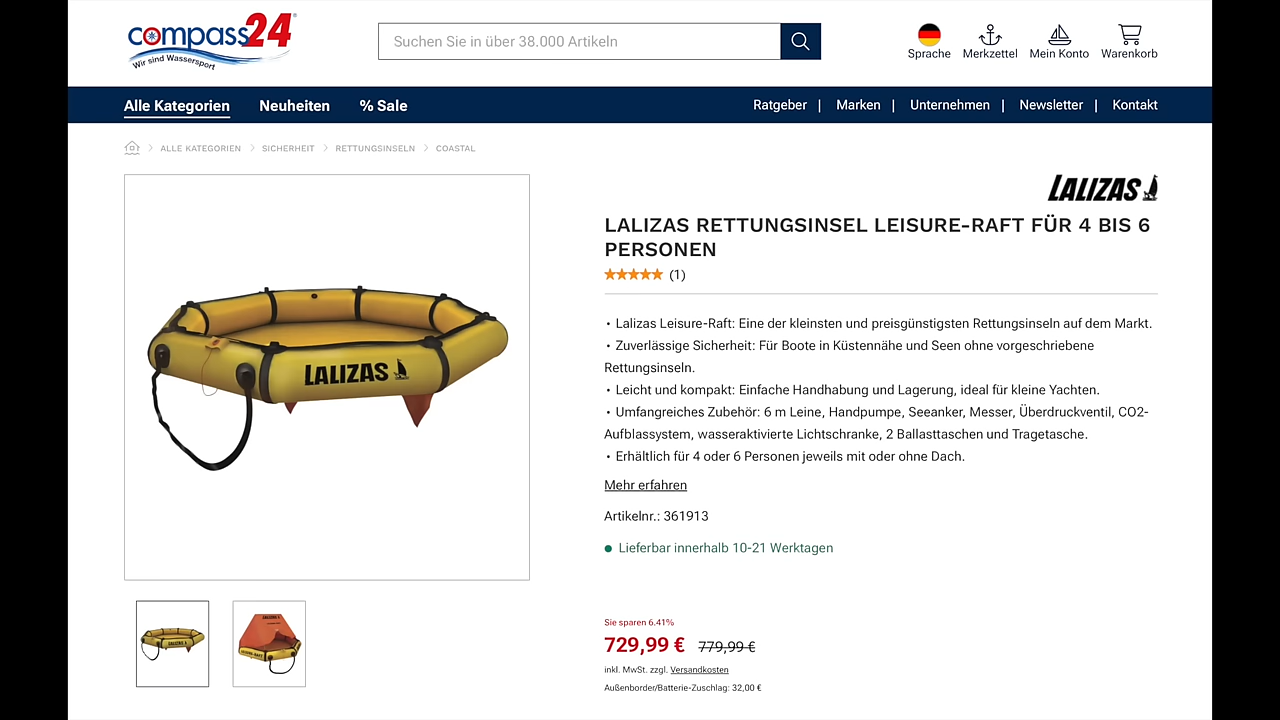 compass24
Wir sind Wassersport
Suchen Sie in über 38.000 Artikeln
Sprache
Merkzettel
Mein Konto
Warenkorb
Alle Kategorien
Neuheiten
% Sale
Ratgeber |
Marken |
Unternehmen |
Newsletter |
Kontakt
ALLE KATEGORIEN > SICHERHEIT > RETTUNGSINSELN > COASTAL
LALIZAS
LALIZAS
LALIZAS RETTUNGSINSEL LEISURE-RAFT FÜR 4 BIS 6
PERSONEN
(1)
• Lalizas Leisure-Raft: Eine der kleinsten und preisgünstigsten Rettungsinseln auf dem Markt.
• Zuverlässige Sicherheit: Für Boote in Küstennähe und Seen ohne vorgeschriebene
Rettungsinseln.
• Leicht und kompakt: Einfache Handhabung und Lagerung, ideal für kleine Yachten.
• Umfangreiches Zubehör: 6 m Leine, Handpumpe, Seeanker, Messer, Überdruckventil, CO2-
Aufblassystem, wasseraktivierte Lichtschranke, 2 Ballasttaschen und Tragetasche.
• Erhältlich für 4 oder 6 Personen jeweils mit oder ohne Dach.
Mehr erfahren
Artikelnr.: 361913
Lieferbar innerhalb 10-21 Werktagen
LALIZAS
LALIZAS
LEISURE-RAFT
Sie sparen 6.41%
729,99 € 779,99 €
inkl. MwSt. zzgl. Versandkosten
Außenborder/Batterie-Zuschlag: 32,00 €